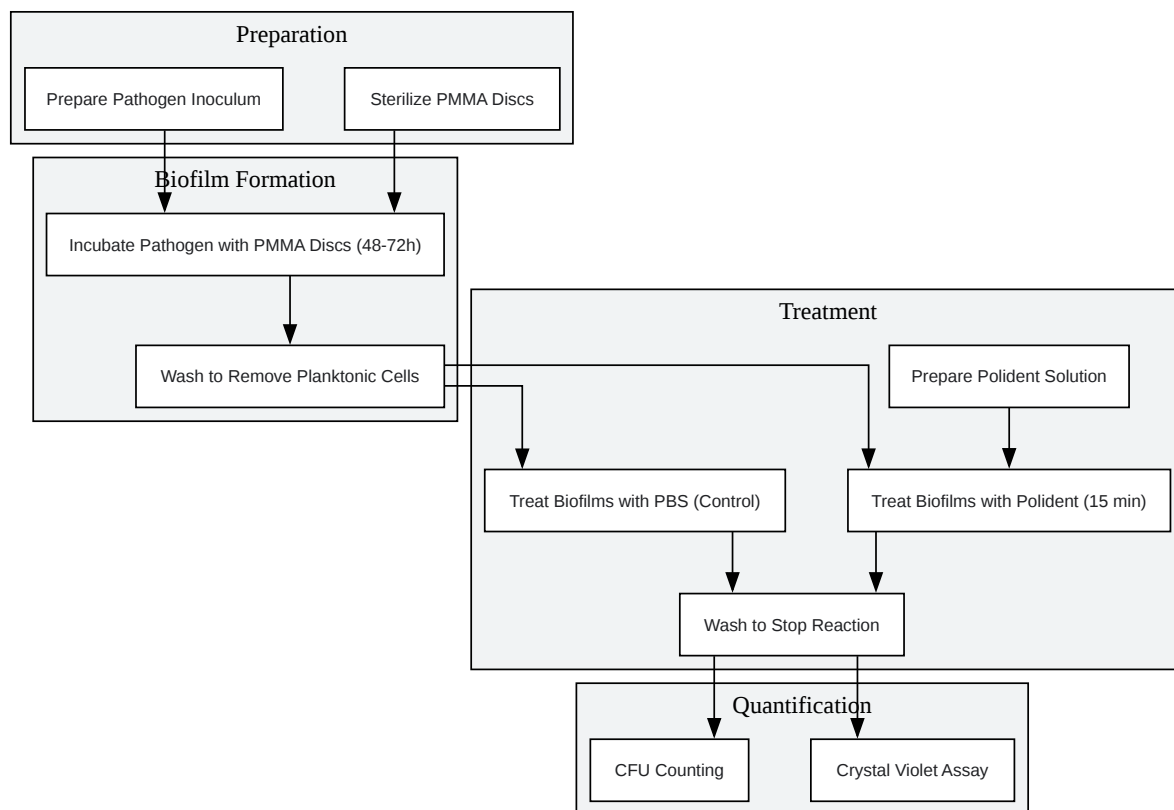 Preparation
Prepare Pathogen Inoculum
Sterilize PMMA Discs
Biofilm Formation
Incubate Pathogen with PMMA Discs (48-72h)
Wash to Remove Planktonic Cells
Treatment
Prepare Polident Solution
Treat Biofilms with PBS (Control)
Treat Biofilms with Polident (15 min)
Wash to Stop Reaction
Quantification
CFU Counting
Crystal Violet Assay